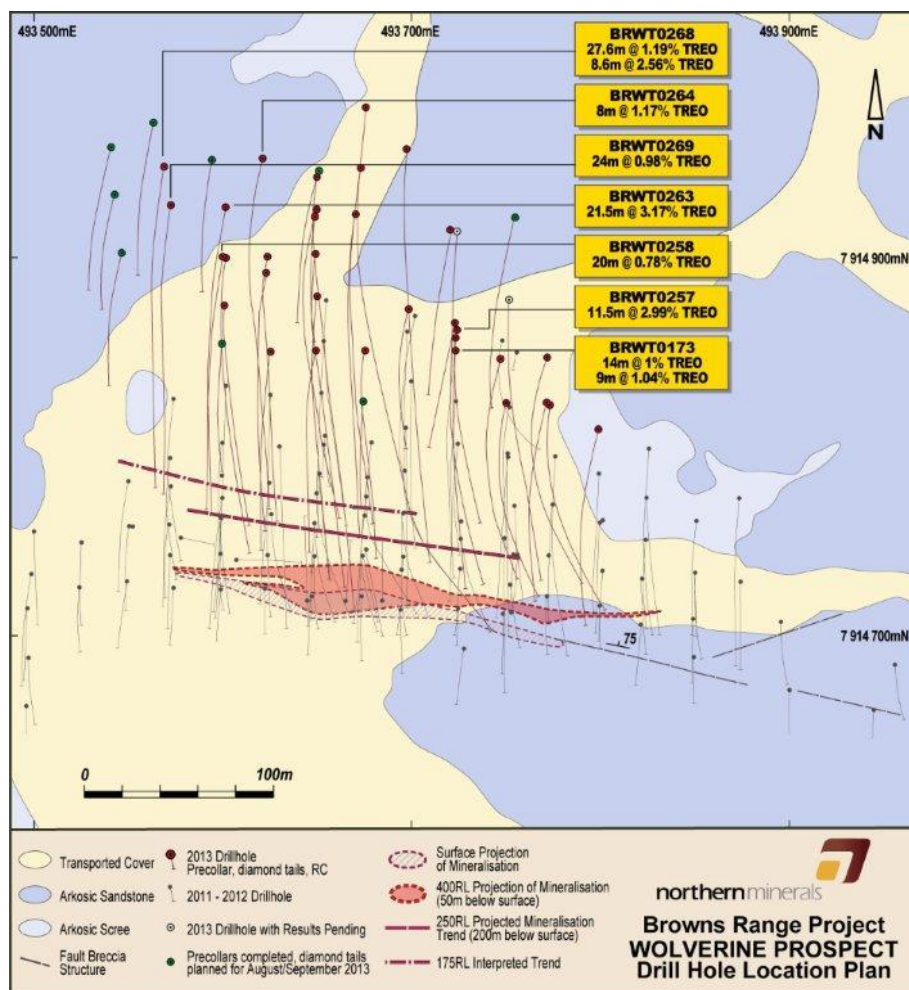 493 500mE
493 700mE
493 900mE
BRWT0268
27.6m @ 1.19% TREO
8.6m @ 2.56% TREO
BRWT0264
8m @ 1.17% TREO
N
BRWT0269
24m @ 0.98% TREO
BRWT0263
21.5m @ 3.17% TREO
BRWT0258
20m @ 0.78% TREO
7 914 900mN
BRWT0257
11.5m @ 2.99% TREO
BRWT0173
14m @ 1% TREO
9m @ 1.04% TREO
75
7 914 700mN
0
100m
Transported Cover
Arkosic Sandstone
Arkosic Scree
Fault Breccia
Structure
2013 Drillhole
Precollar, diamond tails, RC
2011 - 2012 Drillhole
2013 Drillhole with Results Pending
Precollars completed, diamond tails
planned for August/September 2013
Surface Projection
of Mineralisation
400RL Projection of Mineralisation
(50m below surface)
250RL Projected Mineralisation
Trend (200m below surface)
175RL Interpreted Trend
northernminerals
Browns Range Project
WOLVERINE PROSPECT
Drill Hole Location Plan